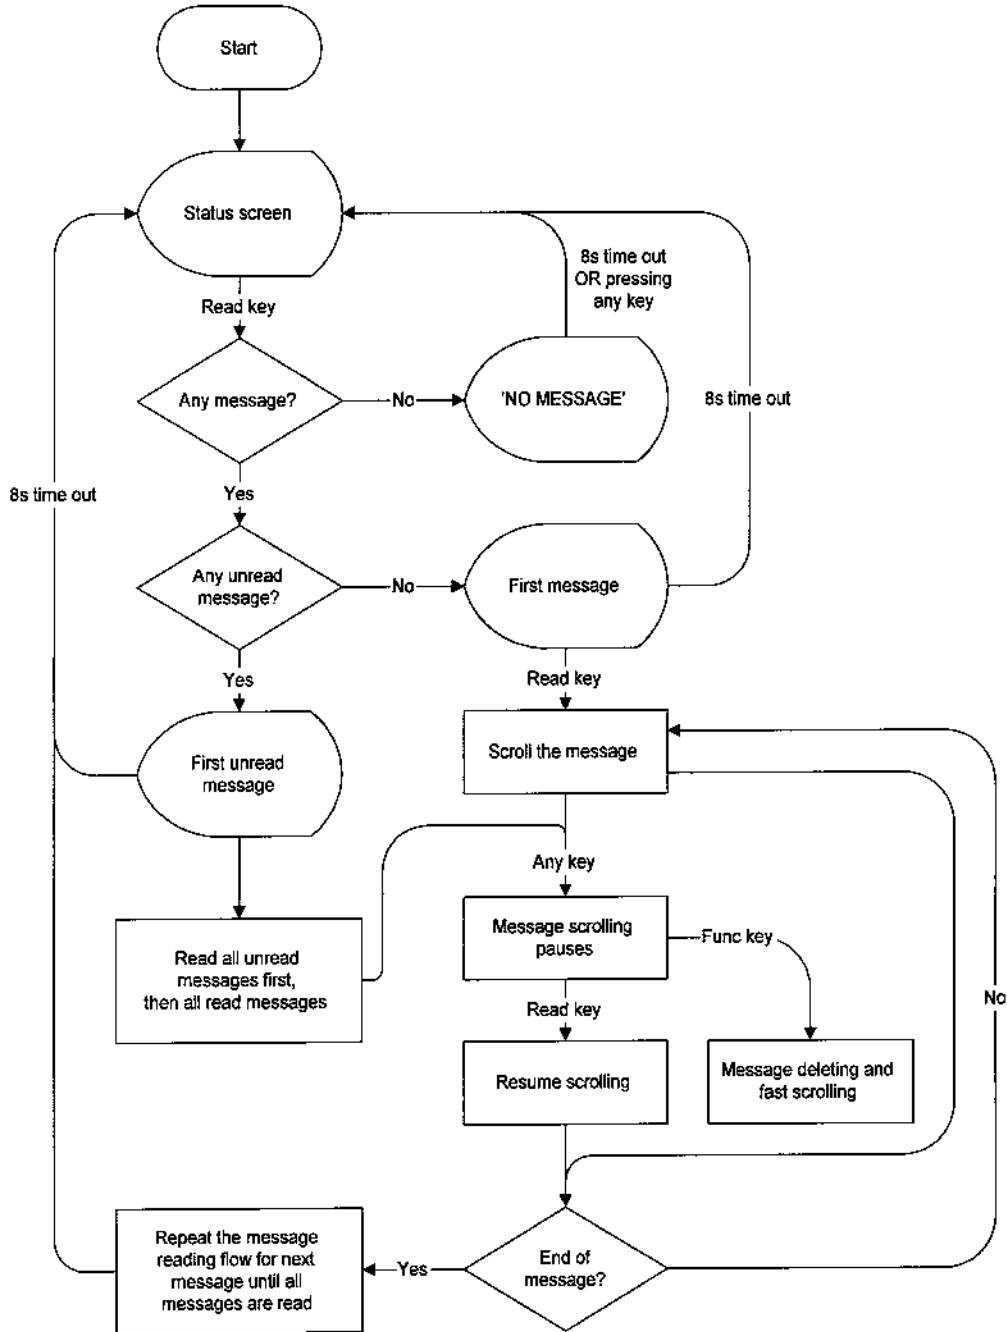 Start
Status screen
8s time out
OR pressing
any key
Read key
Any message?
No
'NO MESSAGE'
8s time out
8s time out
Yes
Any unread
message?
No
First message
Yes
Read key
First unread
message
Scroll the message
Any key
Read all unread
messages first,
then all read messages
Message scrolling
pauses
Func key
No
Read key
Resume scrolling
Message deleting and
fast scrolling
Repeat the message
reading flow for next
message until all
messages are read
Yes
End of
message?